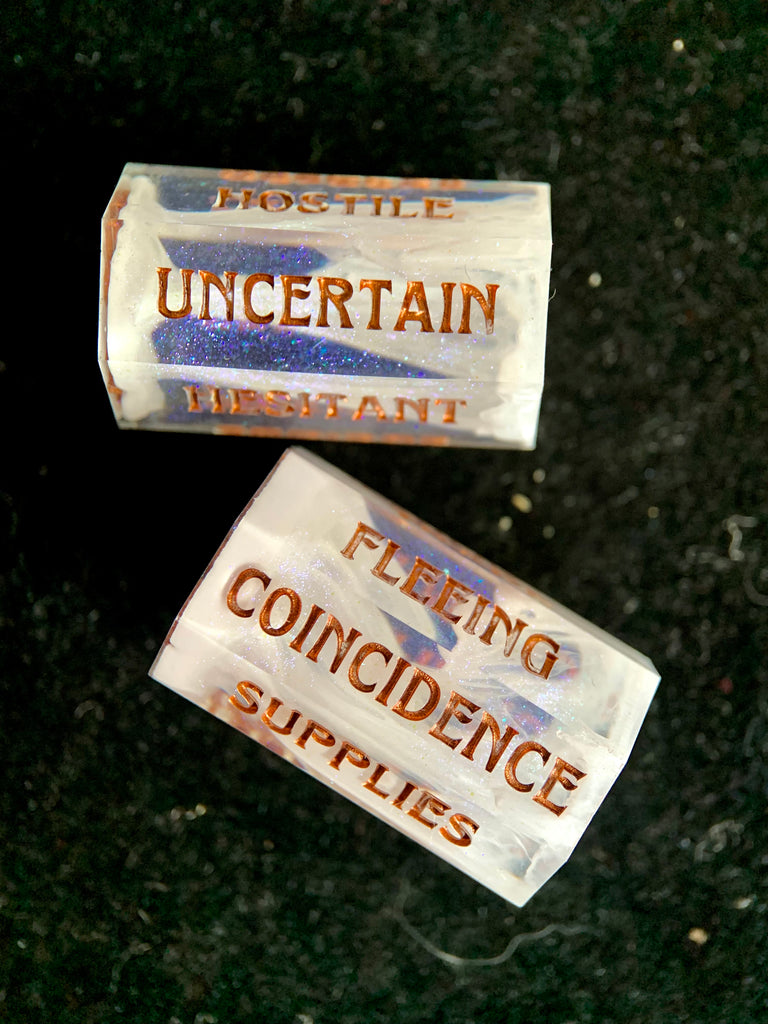 HOSTILE
UNCERTAIN
HESITANT
FLEEING
COINCIDENCE
SUPPLIES